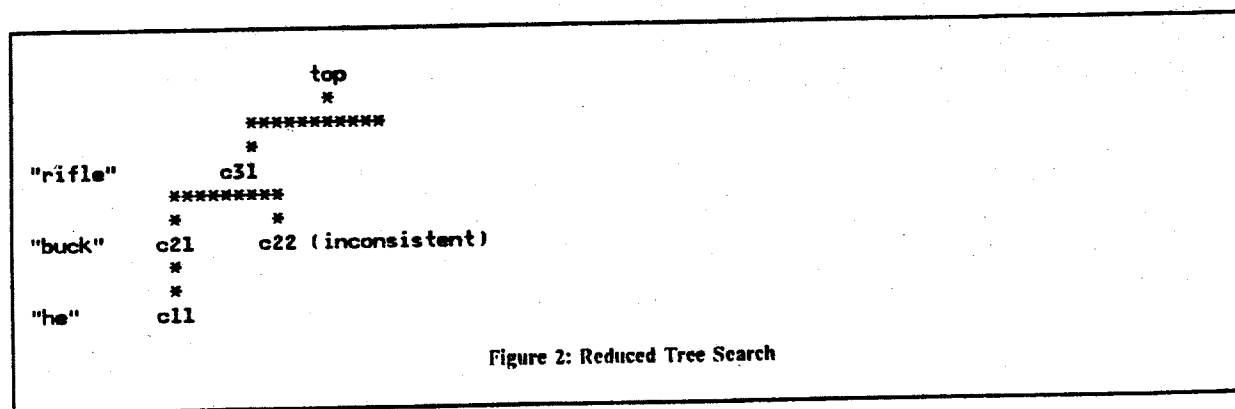 top
*
***********
*
"rifle" c31
*********
* *
"buck" c21 c22 (inconsistent)
*
*
"he" c11
Figure 2: Reduced Tree Search